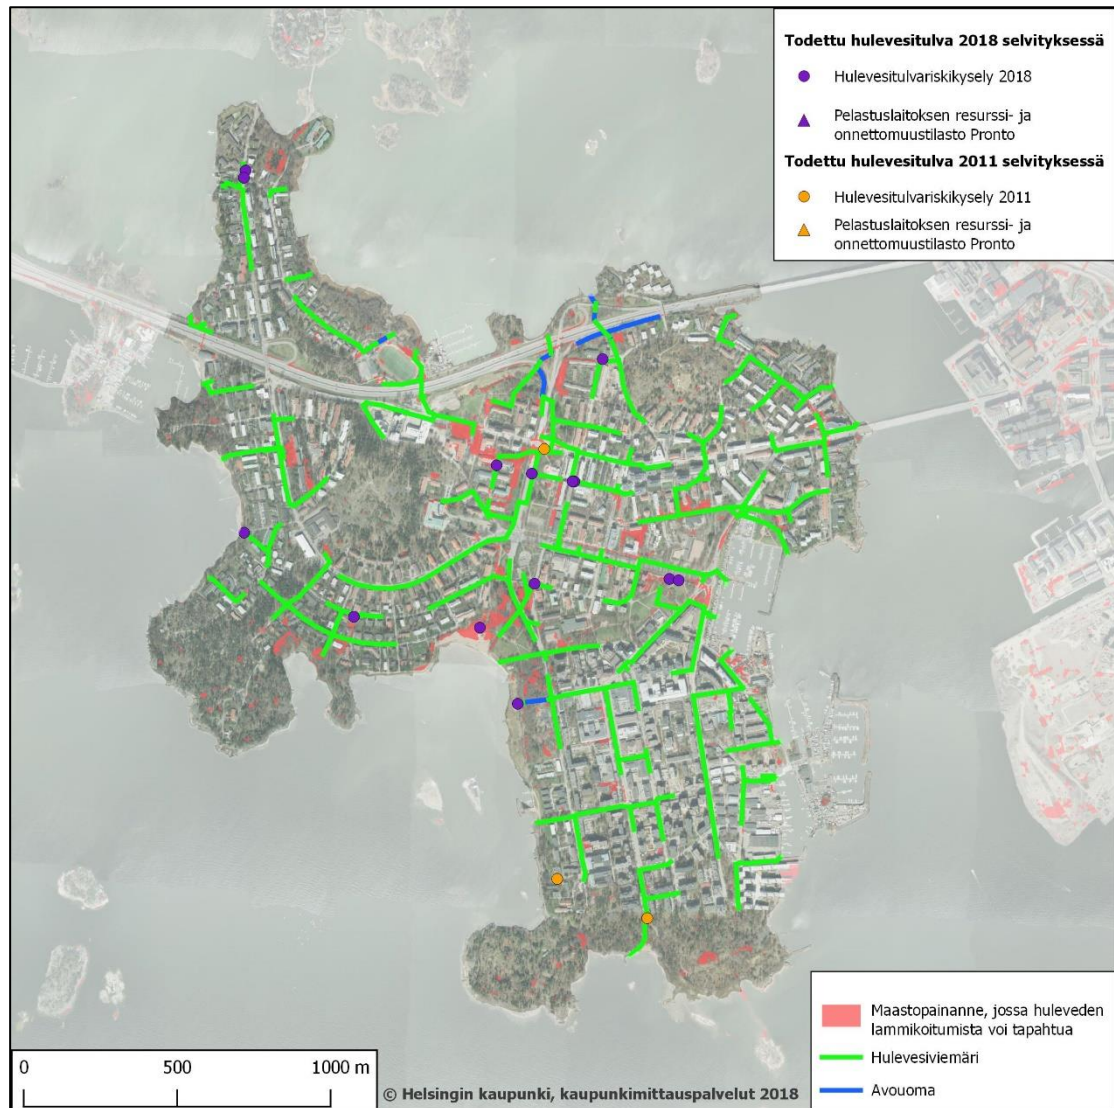 Todettu hulevesitulva 2018 selvityksessä
Hulevesitulvariskikysely 2018
Pelastuslaitoksen resurssi- ja
onnettomuustilasto Pronto
Todettu hulevesitulva 2011 selvityksessä
Hulevesitulvariskikysely 2011
Pelastuslaitoksen resurssi- ja
onnettomuustilasto Pronto
Maastopainanne, jossa huleveden
lammikoitumista voi tapahtua
Hulevesiviemäri
Avouoma
0 500 1000 m
© Helsingin kaupunki, kaupunkimittauspalvelut 2018